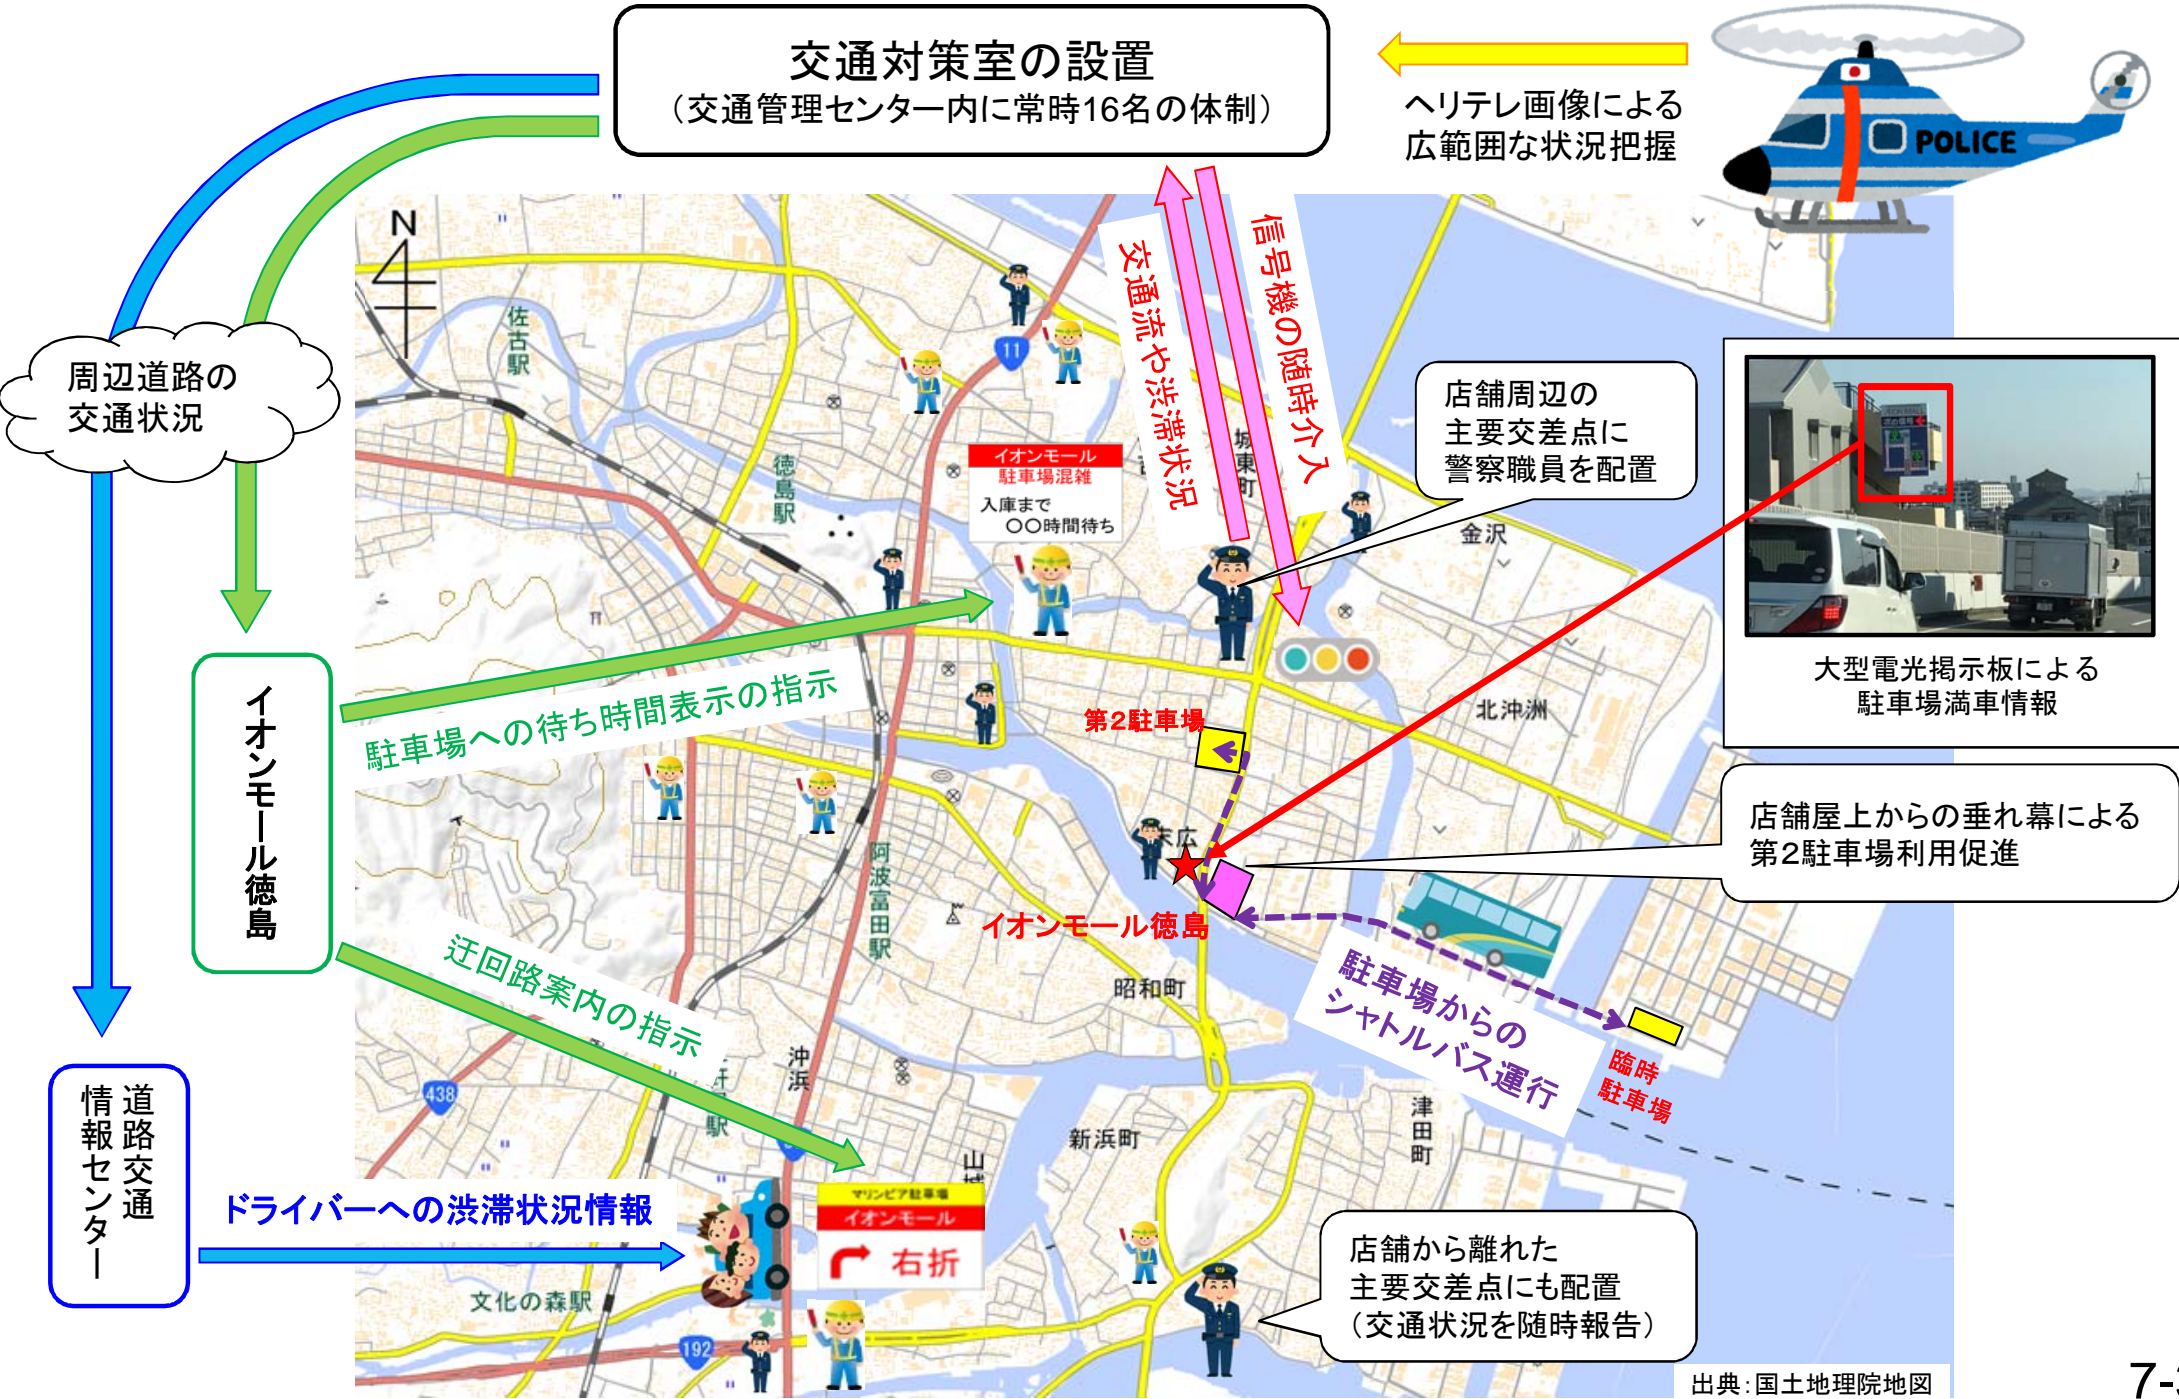 交通対策室の設置
（交通管理センター内に常時16名の体制）
ヘリテレ画像による
広範囲な状況把握
POLICE
N
周辺道路の
交通状況
交通流や渋滞状況
信号機の随時介入
佐古駅
11
徳島駅
イオンモール
駐車場混雑
入庫まで
〇〇時間待ち
城東町
店舗周辺の
主要交差点に
警察職員を配置
金沢
大型電光掲示板による
駐車場満車情報
イオンモール徳島
駐車場への待ち時間表示の指示
第2駐車場
北沖洲
店舗屋上からの垂れ幕による
第2駐車場利用促進
末広
阿波富田駅
イオンモール徳島
迂回路案内の指示
昭和町
駐車場からの
シャトルバス運行
臨時
駐車場
438
沖浜
駅
新浜町
津田町
山城
道路交通
情報センター
ドライバーへの渋滞状況情報
マリンピア駐車場
イオンモール
右折
文化の森駅
192
店舗から離れた
主要交差点にも配置
（交通状況を随時報告）
出典：国土地理院地図